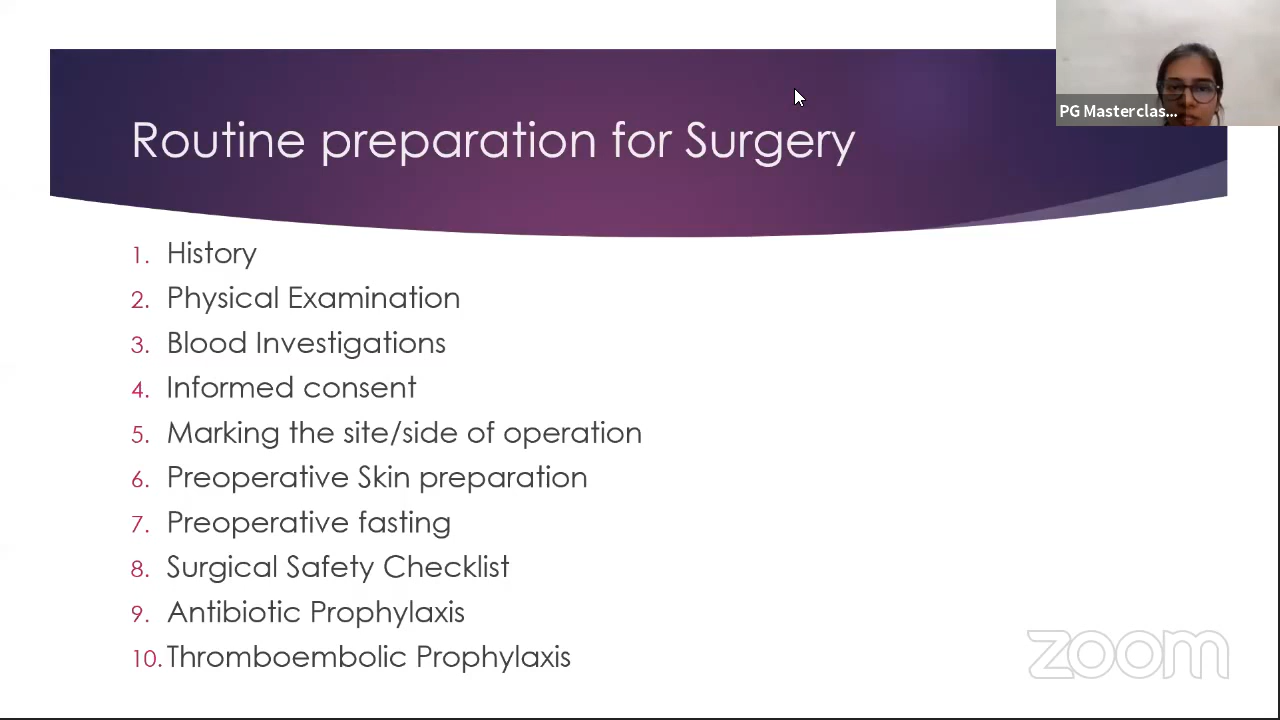 PG Masterclas...
Routine preparation for Surgery
1. History
2. Physical Examination
3. Blood Investigations
4. Informed consent
5. Marking the site/side of operation
6. Preoperative Skin preparation
7. Preoperative fasting
8. Surgical Safety Checklist
9. Antibiotic Prophylaxis
10. Thromboembolic Prophylaxis
zoom